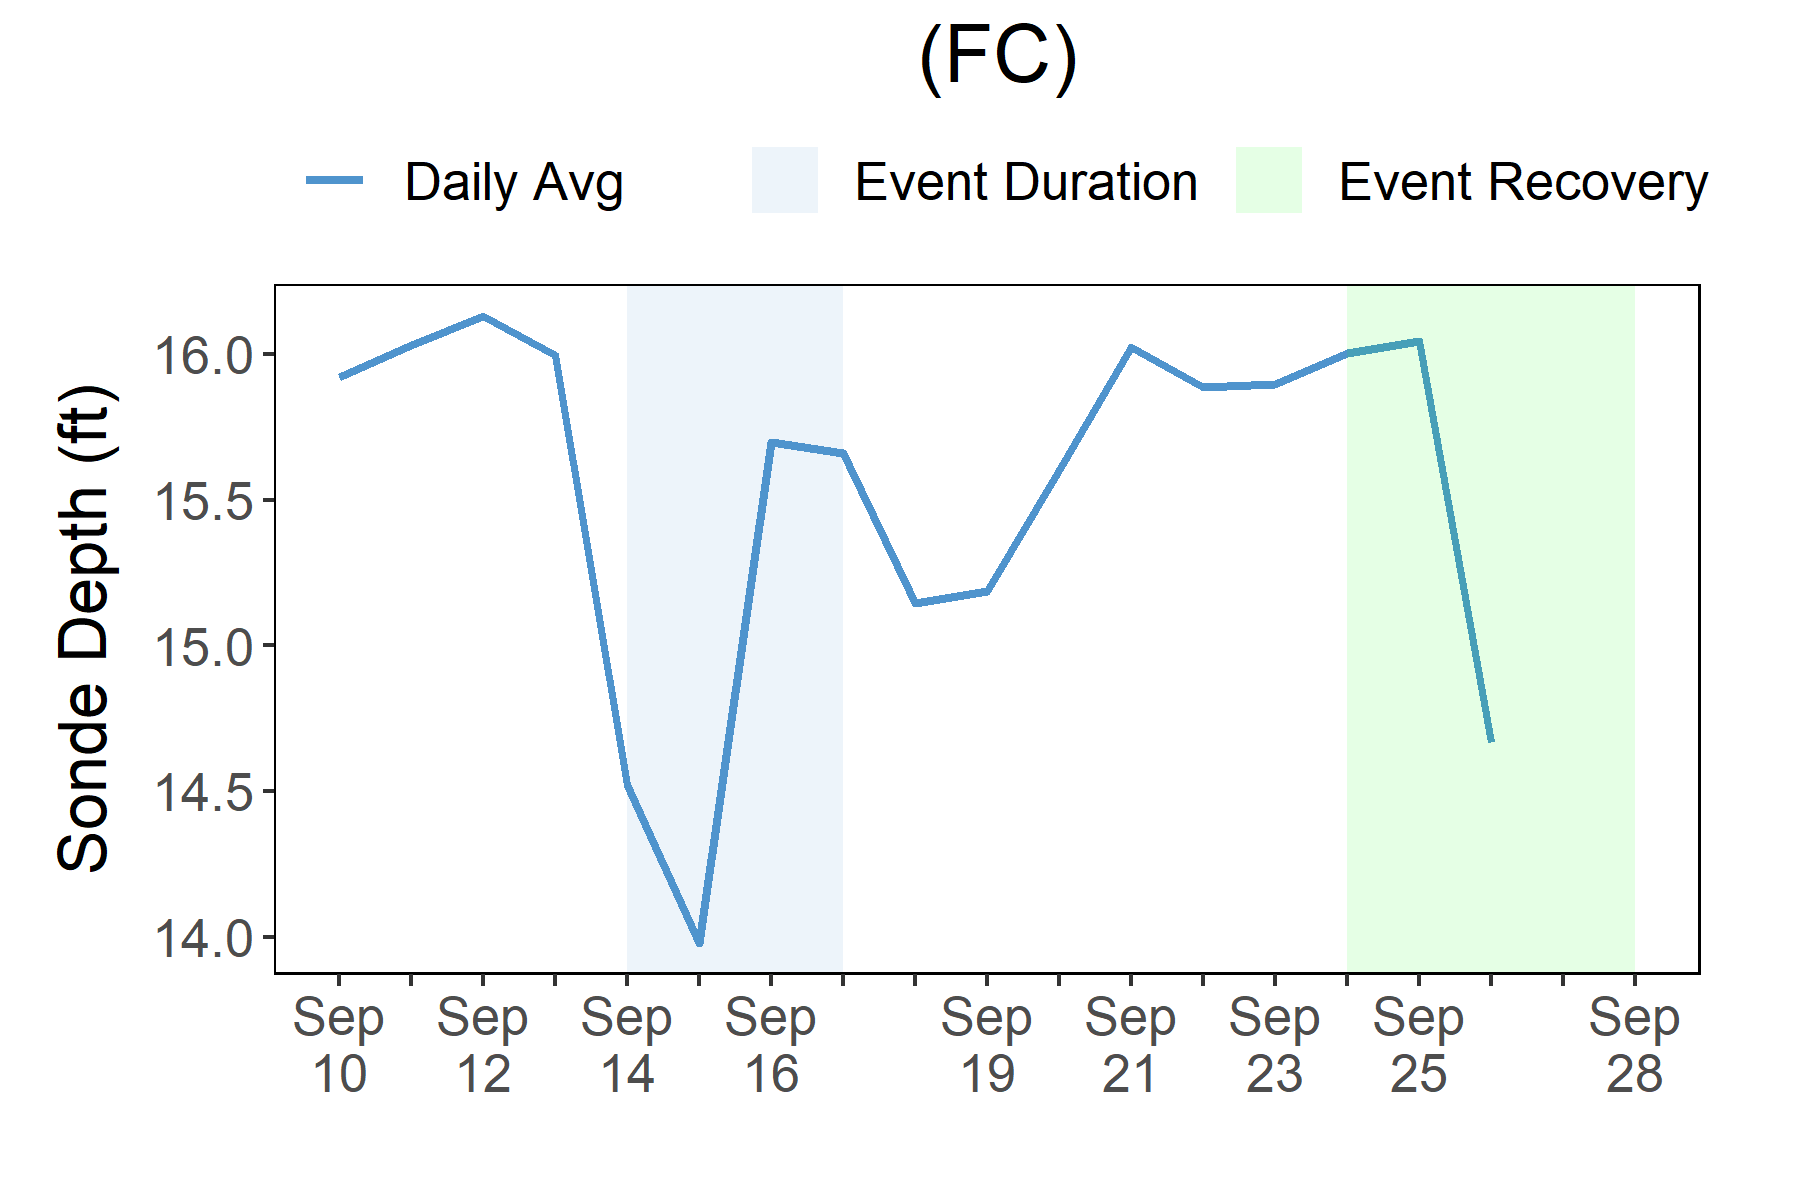 (FC)
Daily Avg
Event Duration
Event Recovery
Sonde Depth (ft)
16.0
15.5
15.0
14.5
14.0
Sep
10
Sep
12
Sep
14
Sep
16
Sep
19
Sep
21
Sep
23
Sep
25
Sep
28